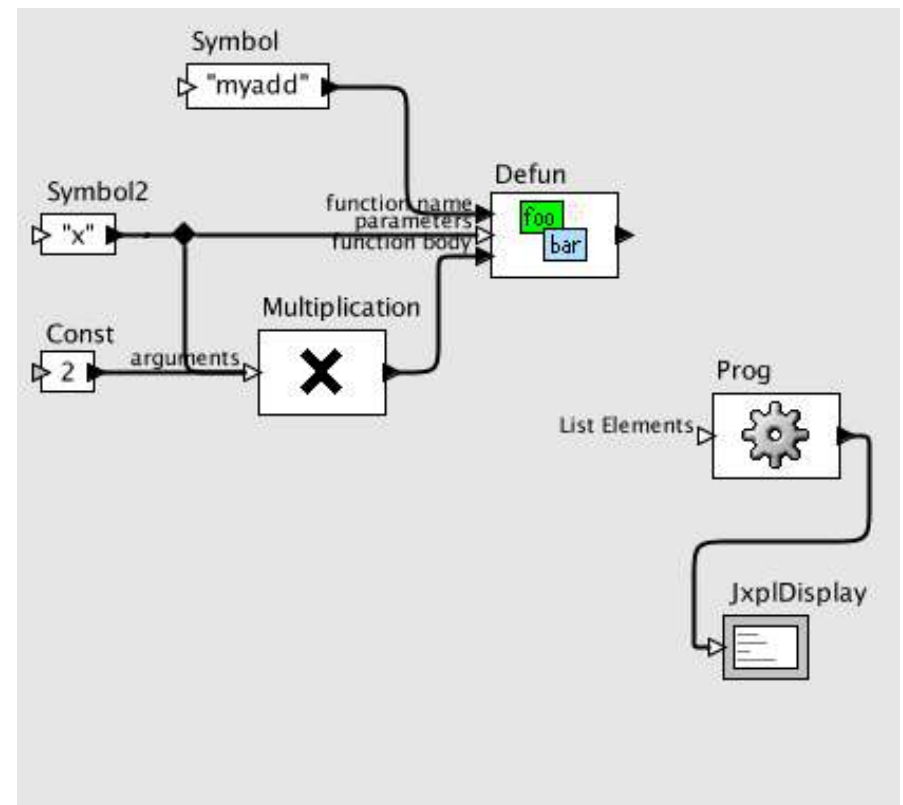 Symbol
"myadd"
Defun
function name
parameters
function body
foo
bar
Symbol2
"x"
Multiplication
Const
2
arguments
Prog
List Elements
JxplDisplay